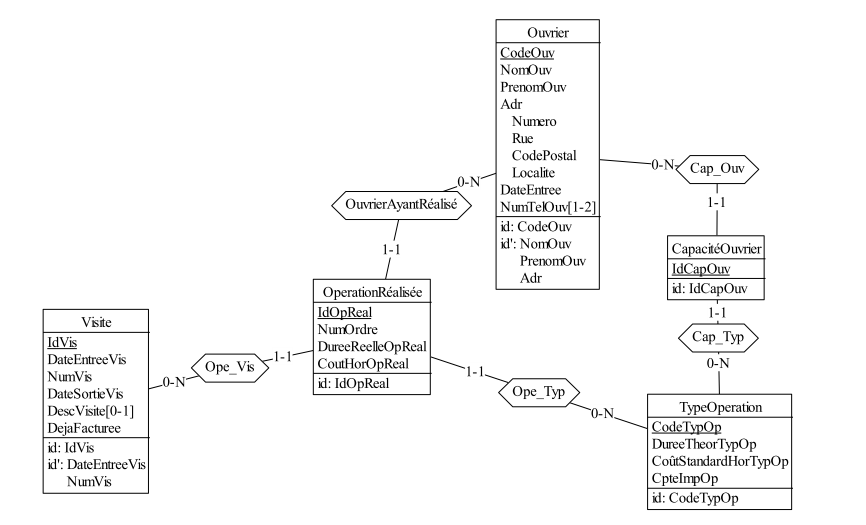 Ouvrier
CodeOuv
NomOuv
PrenomOuv
Adr
Numero
Rue
CodePostal
Localite
DateEntree
NumTelOuv[1-2]
id: CodeOuv
id': NomOuv
PrenomOuv
Adr
0-N
Cap_Ouv
1-1
CapacitéOuvrier
IdCapOuv
id: IdCapOuv
1-1
Cap_Typ
0-N
0-N
OuvrierAyantRéalisé
1-1
OperationRéalisée
IdOpReal
NumOrdre
DureeReelleOpReal
CoutHorOpReal
id: IdOpReal
Visite
IdVis
DateEntreeVis
NumVis
DateSortieVis
DescVisite[0-1]
DejaFacturee
id: IdVis
id': DateEntreeVis
NumVis
0-N
Ope_Vis
1-1
1-1
Ope_Typ
0-N
TypeOperation
CodeTypOp
DureeTheorTypOp
CoûtStandardHorTypOp
CpteImpOp
id: CodeTypOp